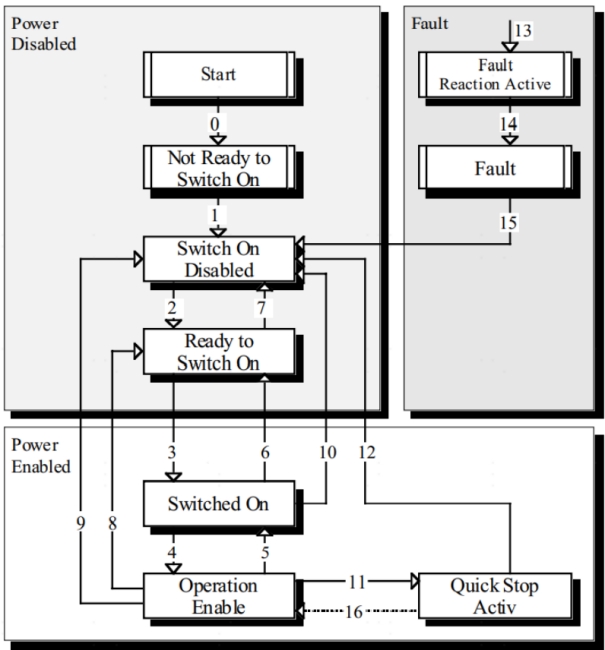 Power
Disabled
Fault
Start
13
Fault
Reaction Active
0
14
Not Ready to
Switch On
Fault
1
15
Switch On
Disabled
2
7
Ready to
Switch On
Power
Enabled
3
6
10
12
Switched On
9
8
4
5
Operation
Enable
11
16
Quick Stop
Activ